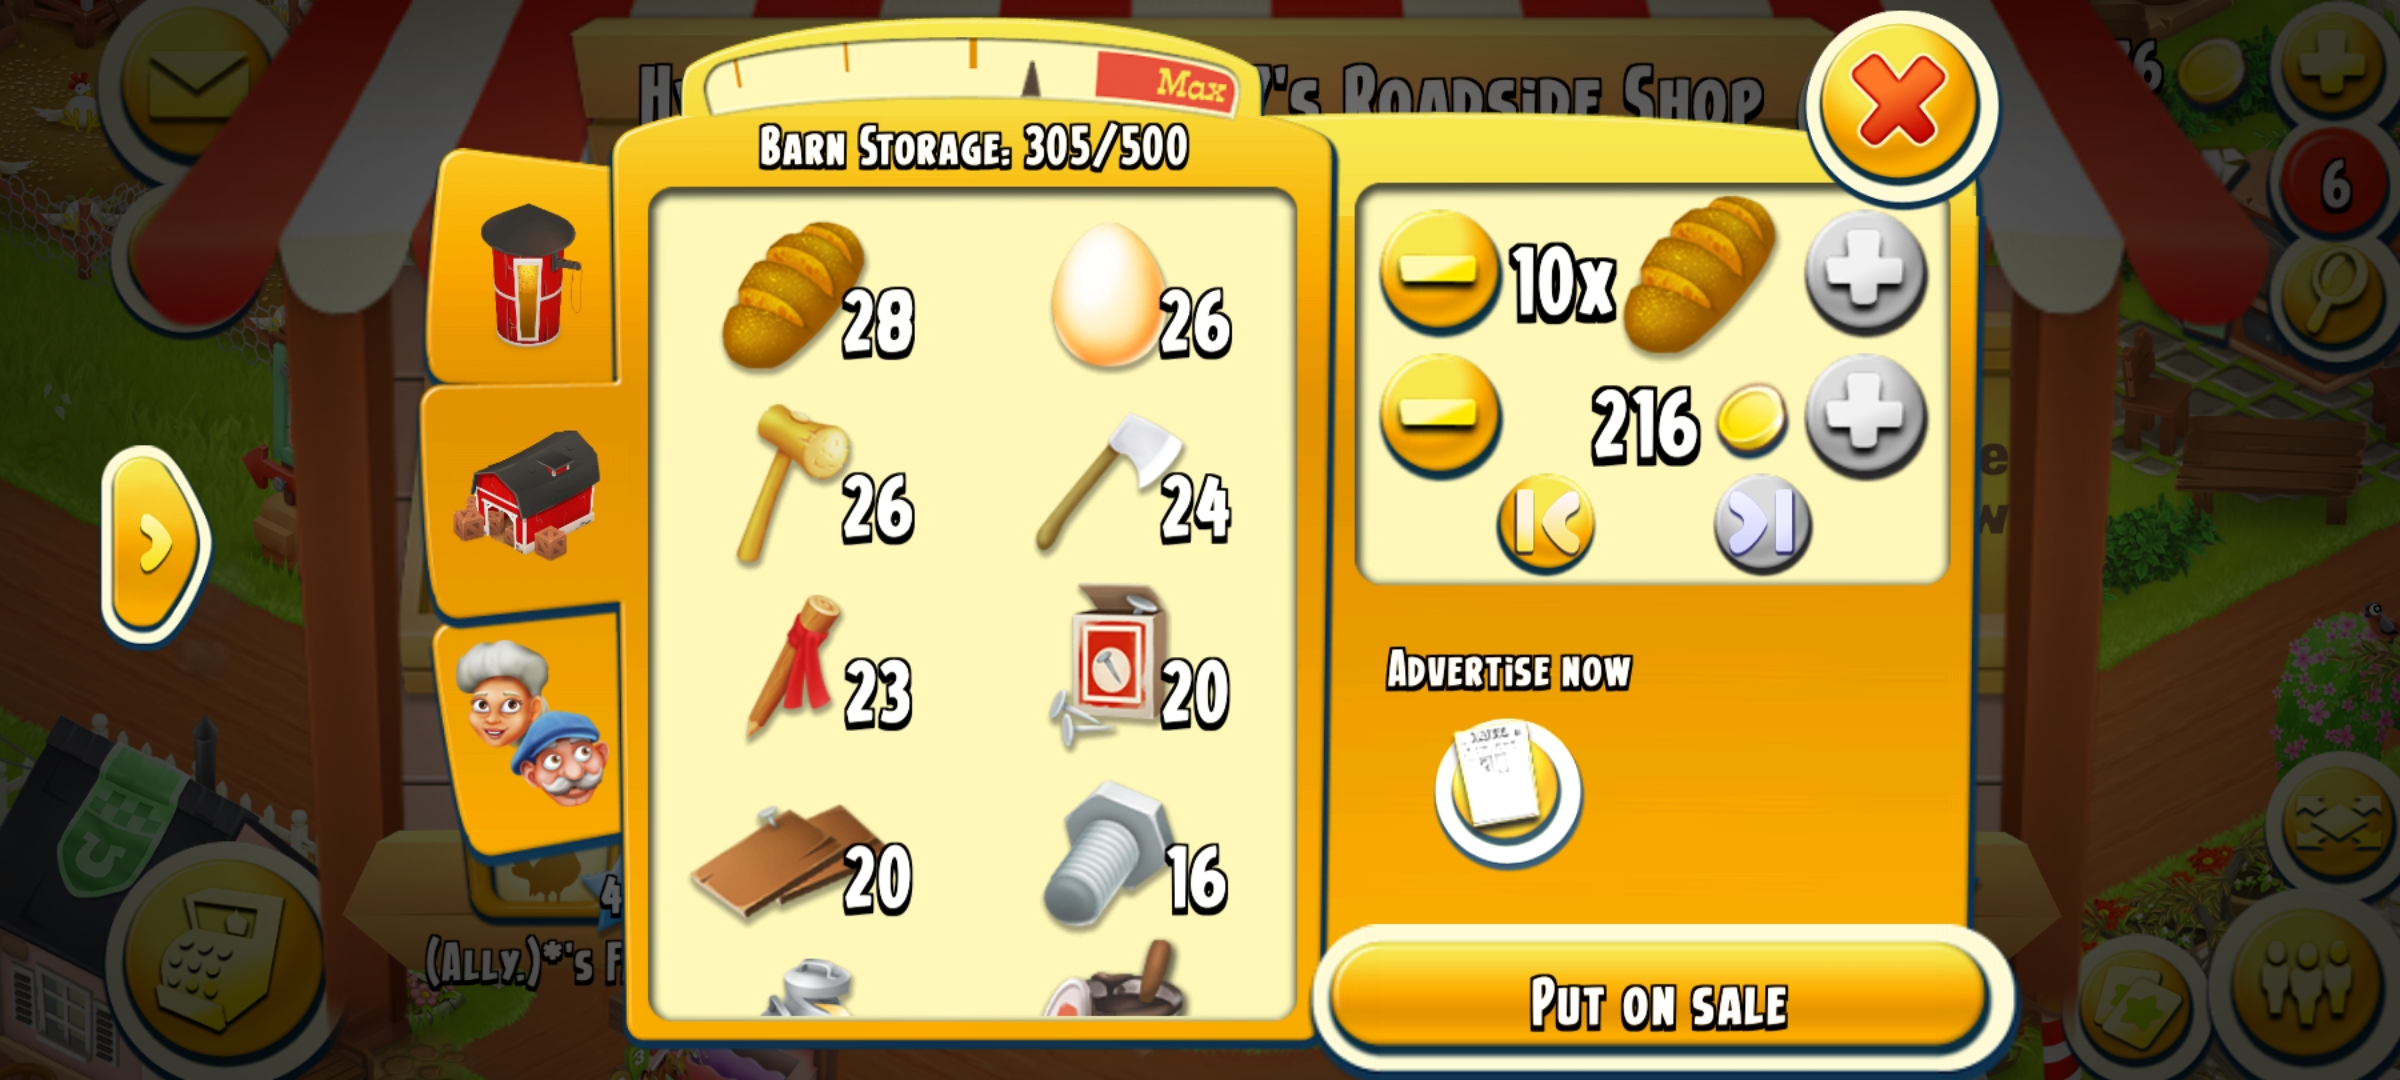 's Roadside Shop
Max
Barn Storage: 305/500
6
28
26
10x
216
26
24
23
20
Advertise now
20
16
(Ally.)*'s
Put on sale